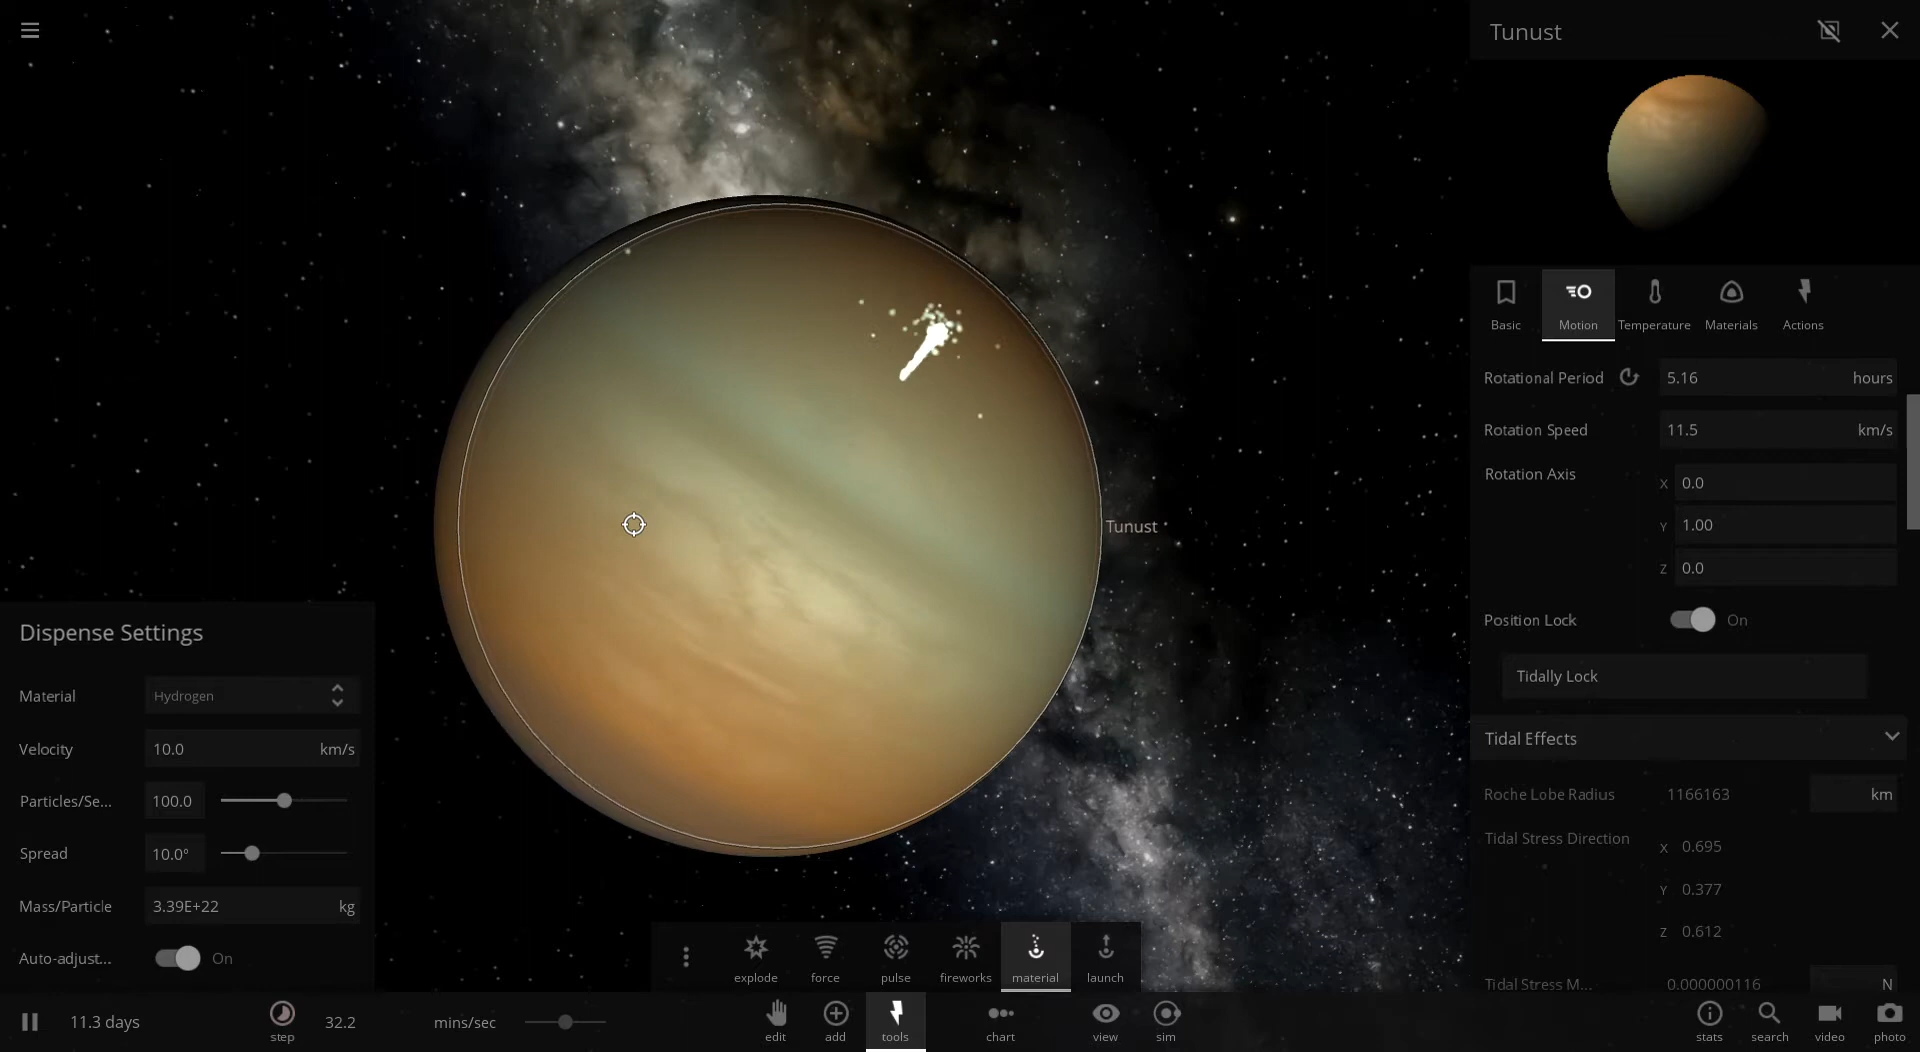 Tunust
Basic
Motion
Temperature
Materials
Actions
Rotational Period 5.16 hours
Rotation Speed 11.5 km/s
Rotation Axis
X 0.0
Y 1.00
Z 0.0
Position Lock On
Tidally Lock
Tidal Effects
Roche Lobe Radius 1166163 km
Tidal Stress Direction
X 0.695
Y 0.377
Z 0.612
Tidal Stress M... 0.000000116 N
Tunust
Dispense Settings
Material Hydrogen
Velocity 10.0 km/s
Particles/Se... 100.0
Spread 10.0°
Mass/Particle 3.39E+22 kg
Auto-adjust... On
explode
force
pulse
fireworks
material
launch
11.3 days
step
32.2 mins/sec
edit
add
tools
chart
view
sim
stats
search
video
photo